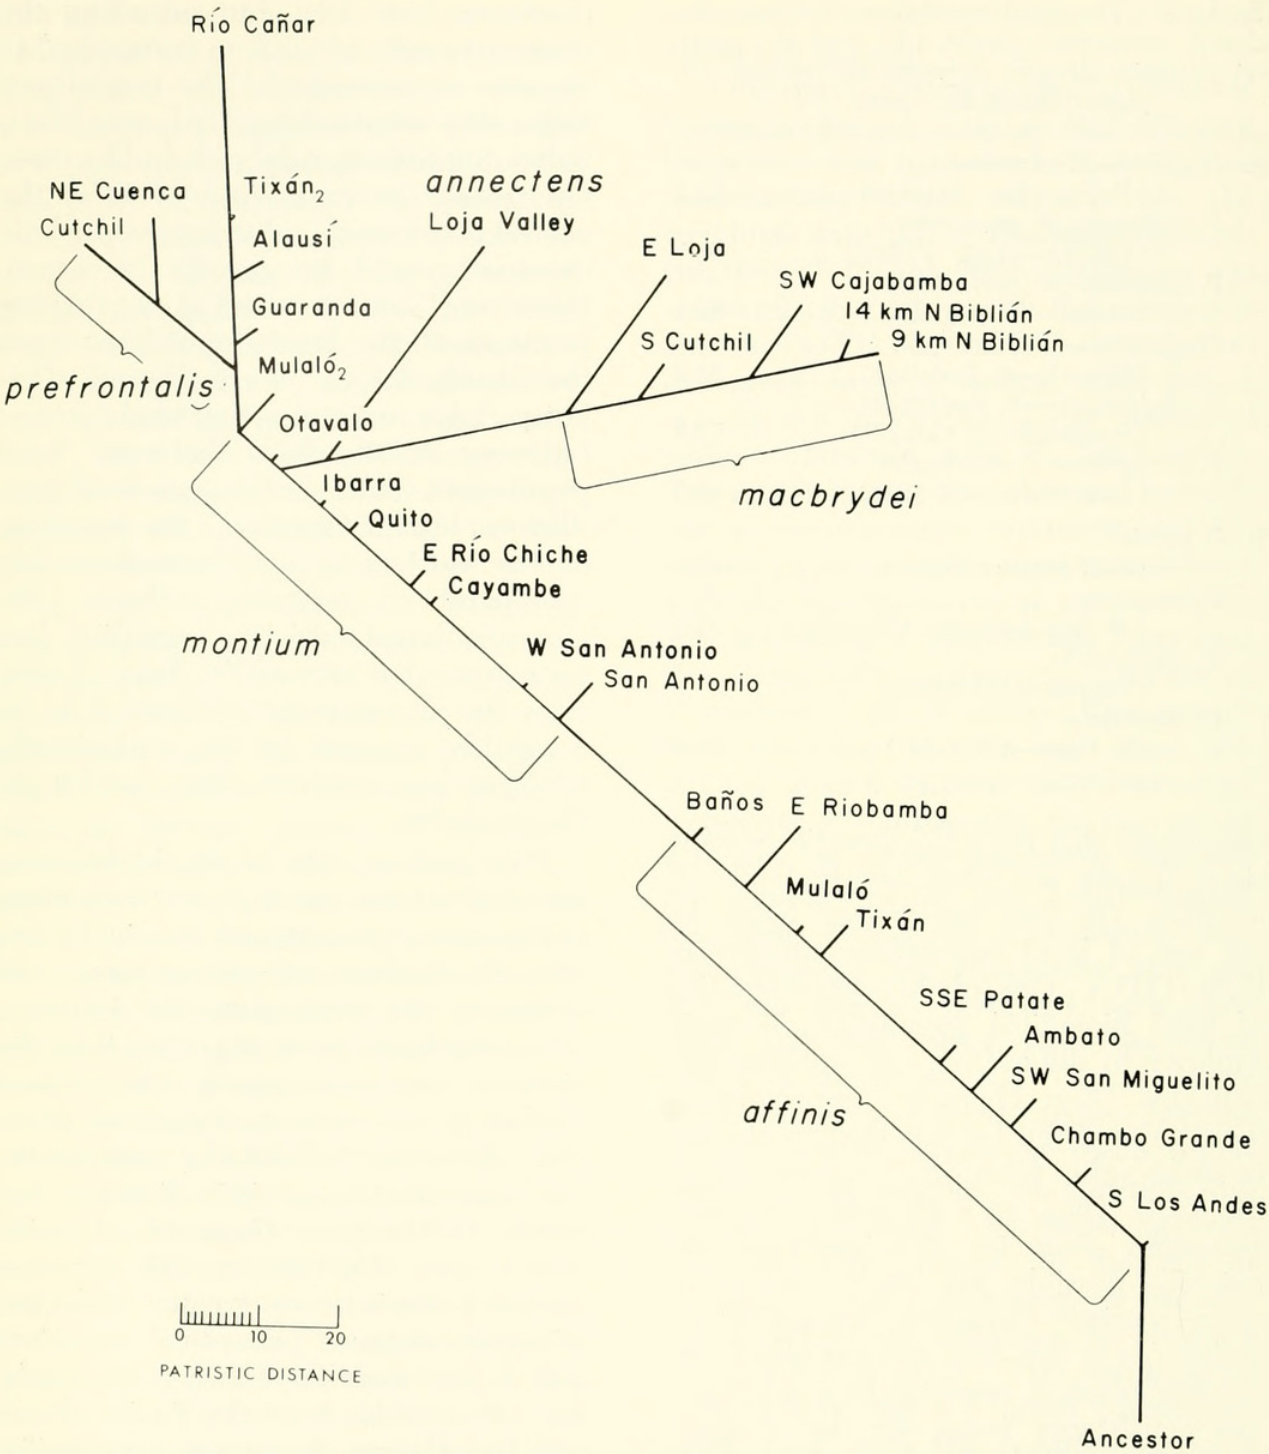 Río Cañar
NE Cuenca
Tixán2
annectens
Cutchil
Alausí
Loja Valley
E Loja
SW Cajabamba
Guaranda
14 km N Biblián
S Cutchil
9 km N Biblián
Mulaló2
prefrontalis
Otavalo
Ibarra
macbrydei
Quito
E Río Chiche
Cayambe
montium
W San Antonio
San Antonio
Baños
E Riobamba
Mulaló
Tixán
SSE Patate
Ambato
SW San Miguelito
affinis
Chambo Grande
S Los Andes
0 10 20
PATRISTIC DISTANCE
Ancestor